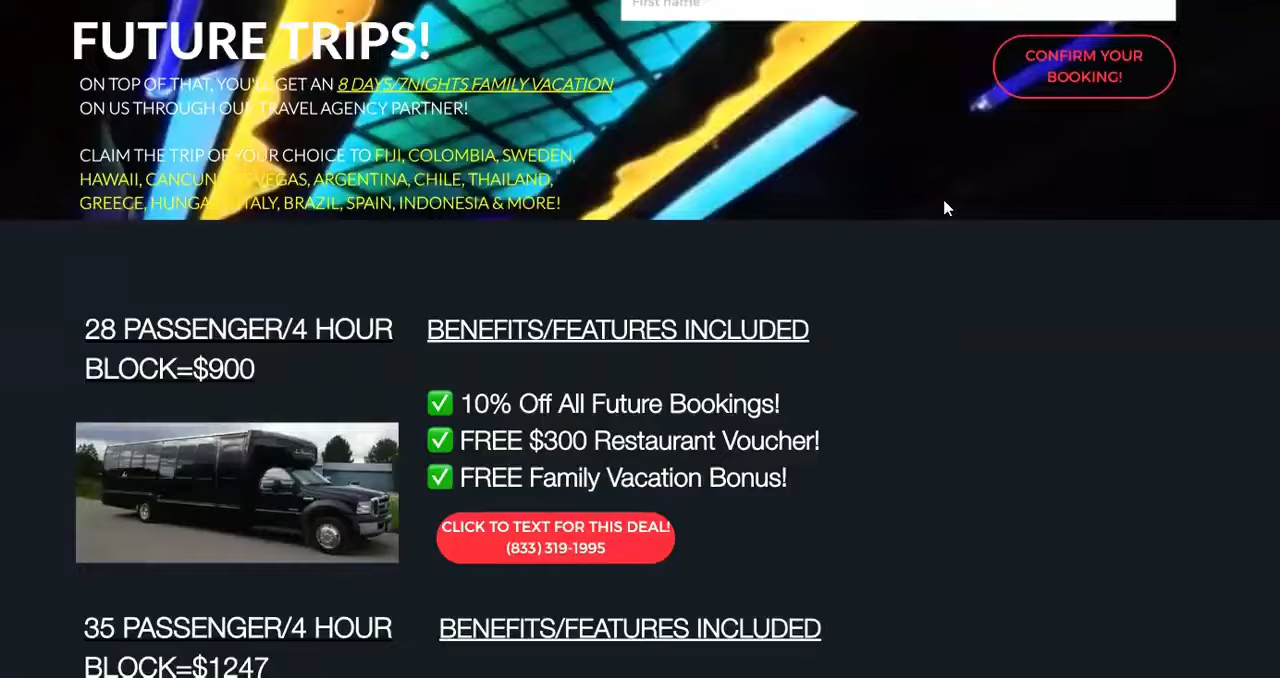 First name
FUTURE TRIPS!
ON TOP OF THAT, YOU'LL GET AN 8 DAYS/7NIGHTS FAMILY VACATION
ON US THROUGH OUR TRAVEL AGENCY PARTNER!
CLAIM THE TRIP OF YOUR CHOICE TO FIJI, COLOMBIA, SWEDEN,
HAWAII, CANCUN, LAS VEGAS, ARGENTINA, CHILE, THAILAND,
GREECE, HUNGARY, ITALY, BRAZIL, SPAIN, INDONESIA & MORE!
CONFIRM YOUR
BOOKING!
28 PASSENGER/4 HOUR
BLOCK=$900
BENEFITS/FEATURES INCLUDED
✅ 10% Off All Future Bookings!
✅ FREE $300 Restaurant Voucher!
✅ FREE Family Vacation Bonus!
CLICK TO TEXT FOR THIS DEAL!
(833) 319-1995
35 PASSENGER/4 HOUR
BLOCK=$1247
BENEFITS/FEATURES INCLUDED